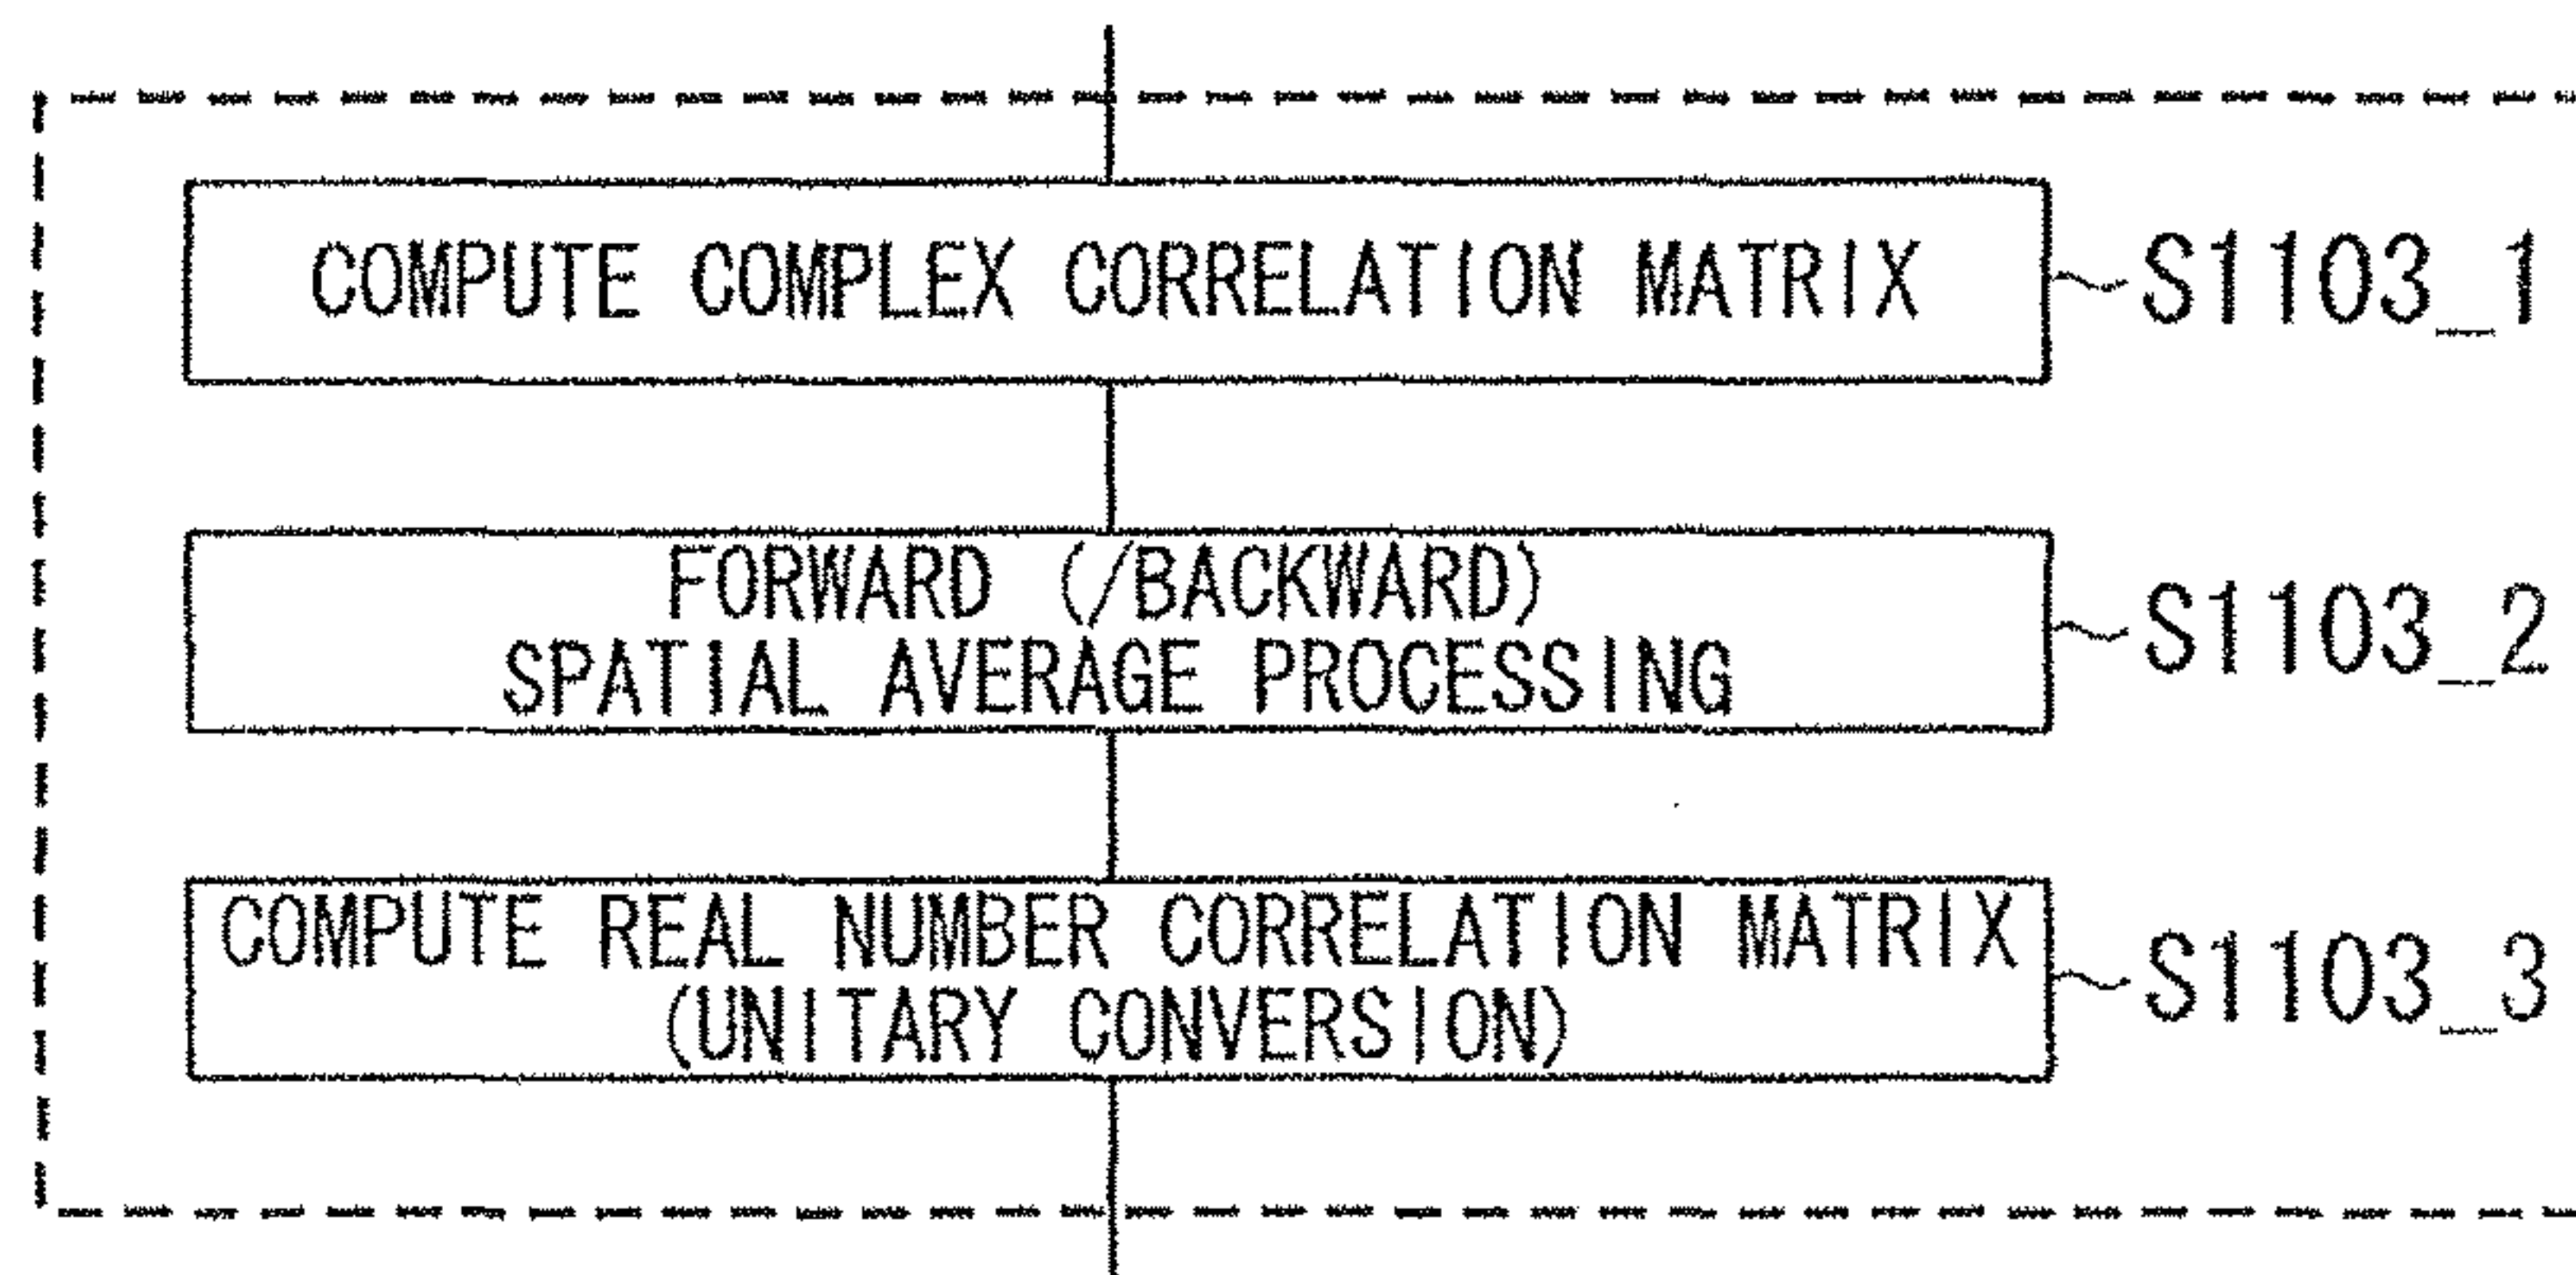 COMPUTE COMPLEX CORRELATION MATRIX
S1103_1
FORWARD (/BACKWARD)
SPATIAL AVERAGE PROCESSING
S1103_2
COMPUTE REAL NUMBER CORRELATION MATRIX
(UNITARY CONVERSION)
S1103_3